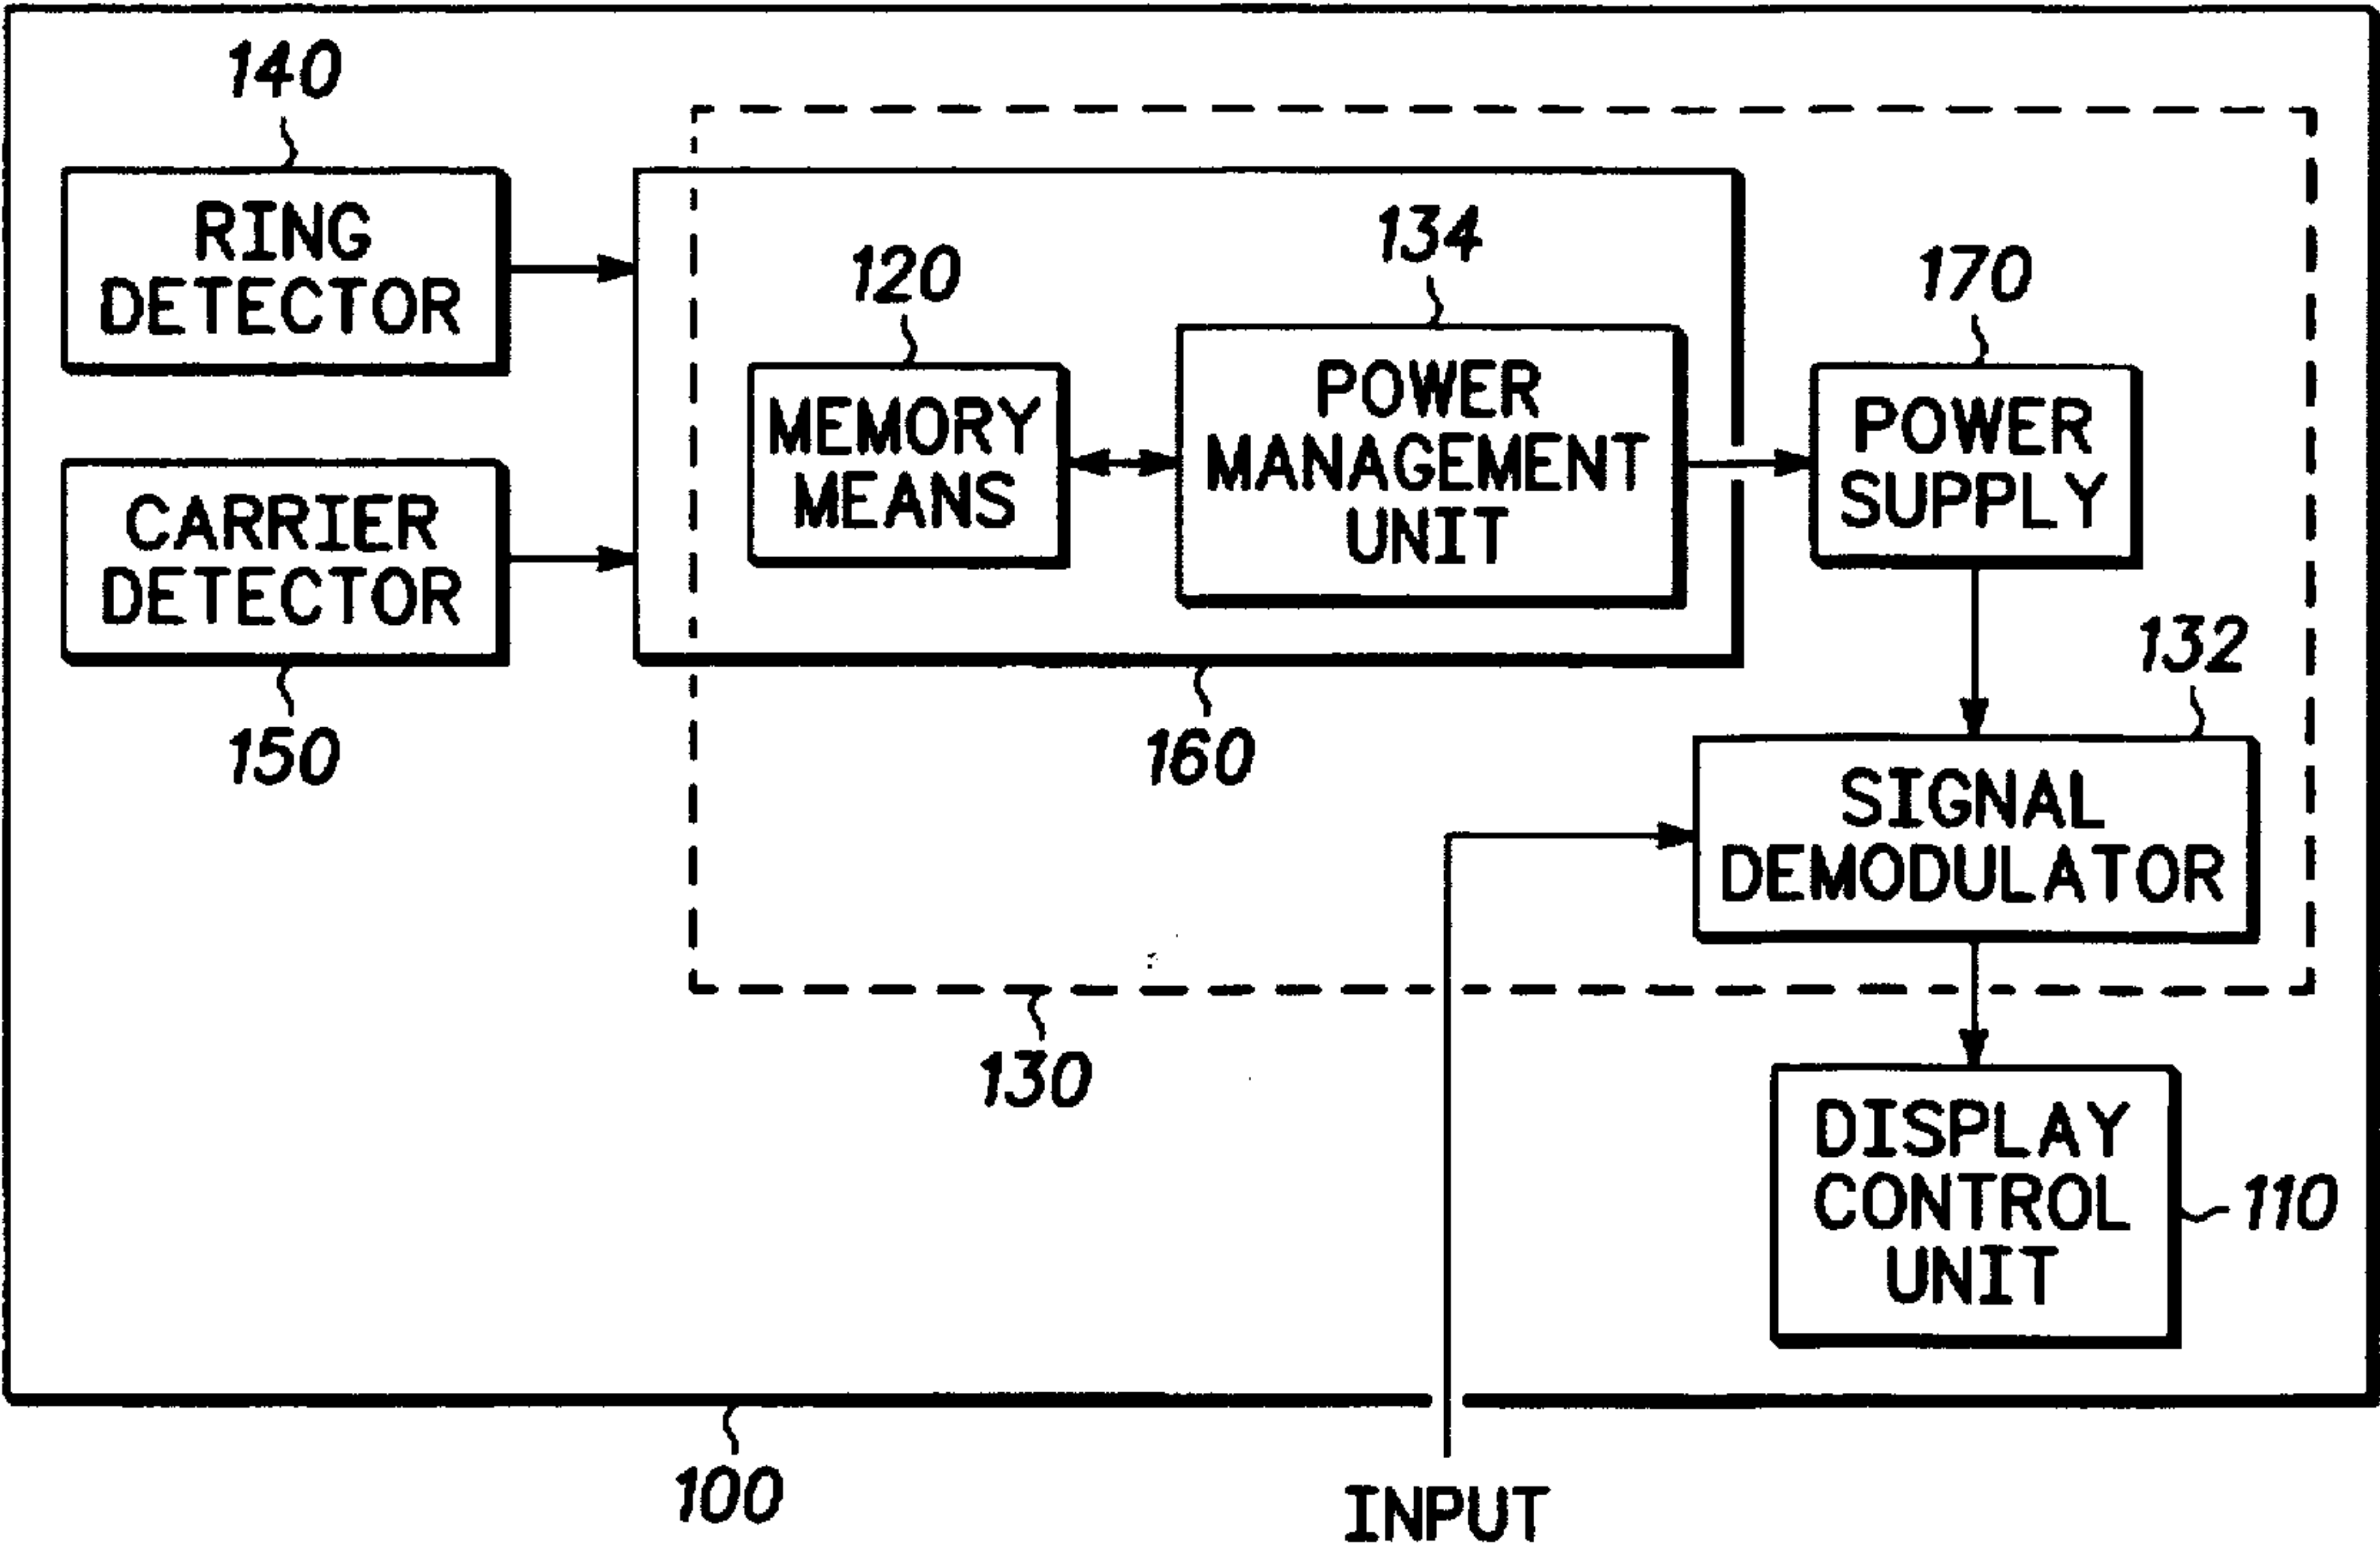 140
RING
DETECTOR
CARRIER
DETECTOR
150
120
MEMORY
MEANS
134
POWER
MANAGEMENT
UNIT
160
170
POWER
SUPPLY
132
SIGNAL
DEMODULATOR
130
DISPLAY
CONTROL
UNIT
110
100
INPUT